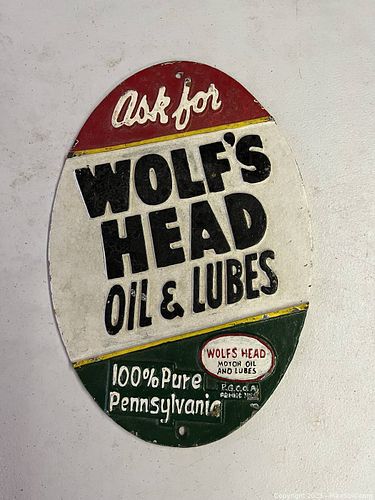 Ask for
WOLF'S
HEAD
OIL & LUBES
WOLFS HEAD
MOTOR OIL
AND LUBES
100% Pure
Pennsylvania
P.G.C.O.A